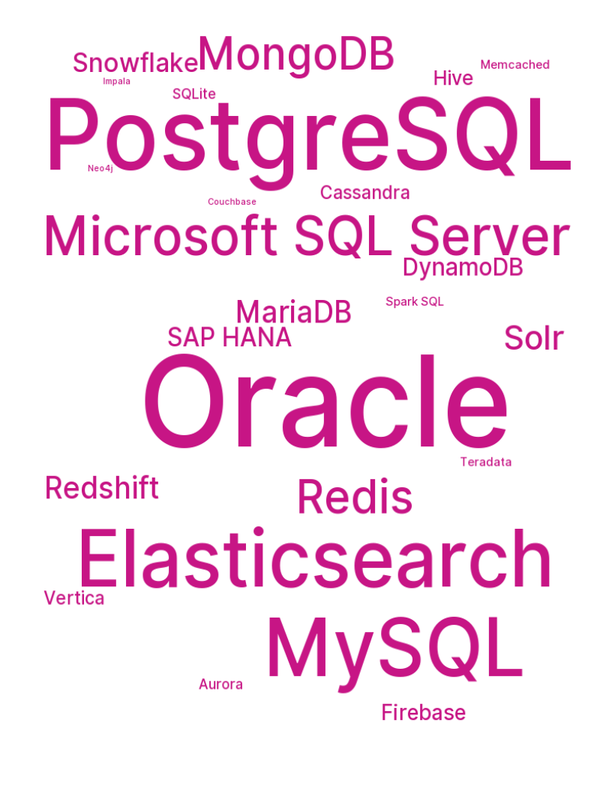 MongoDB
Snowflake
Memcached
Hive
Impala
SQLite
PostgreSQL
Neo4j
Cassandra
Couchbase
Microsoft SQL Server
DynamoDB
Spark SQL
MariaDB
SAP HANA
Solr
Oracle
Teradata
Redshift
Redis
Elasticsearch
Vertica
MySQL
Aurora
Firebase